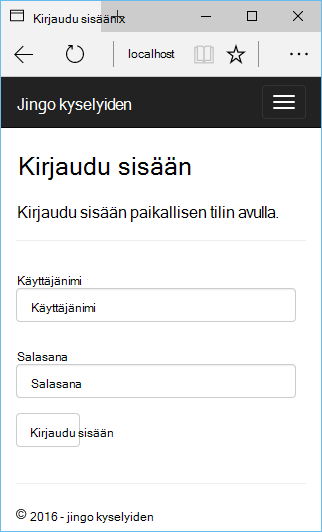 Kirjaudu sisään
localhost
Jingo kyselyiden
Kirjaudu sisään
Kirjaudu sisään paikallisen tilin avulla.
Käyttäjänimi
Käyttäjänimi
Salasana
Salasana
Kirjaudu sisään
© 2016 - jingo kyselyiden